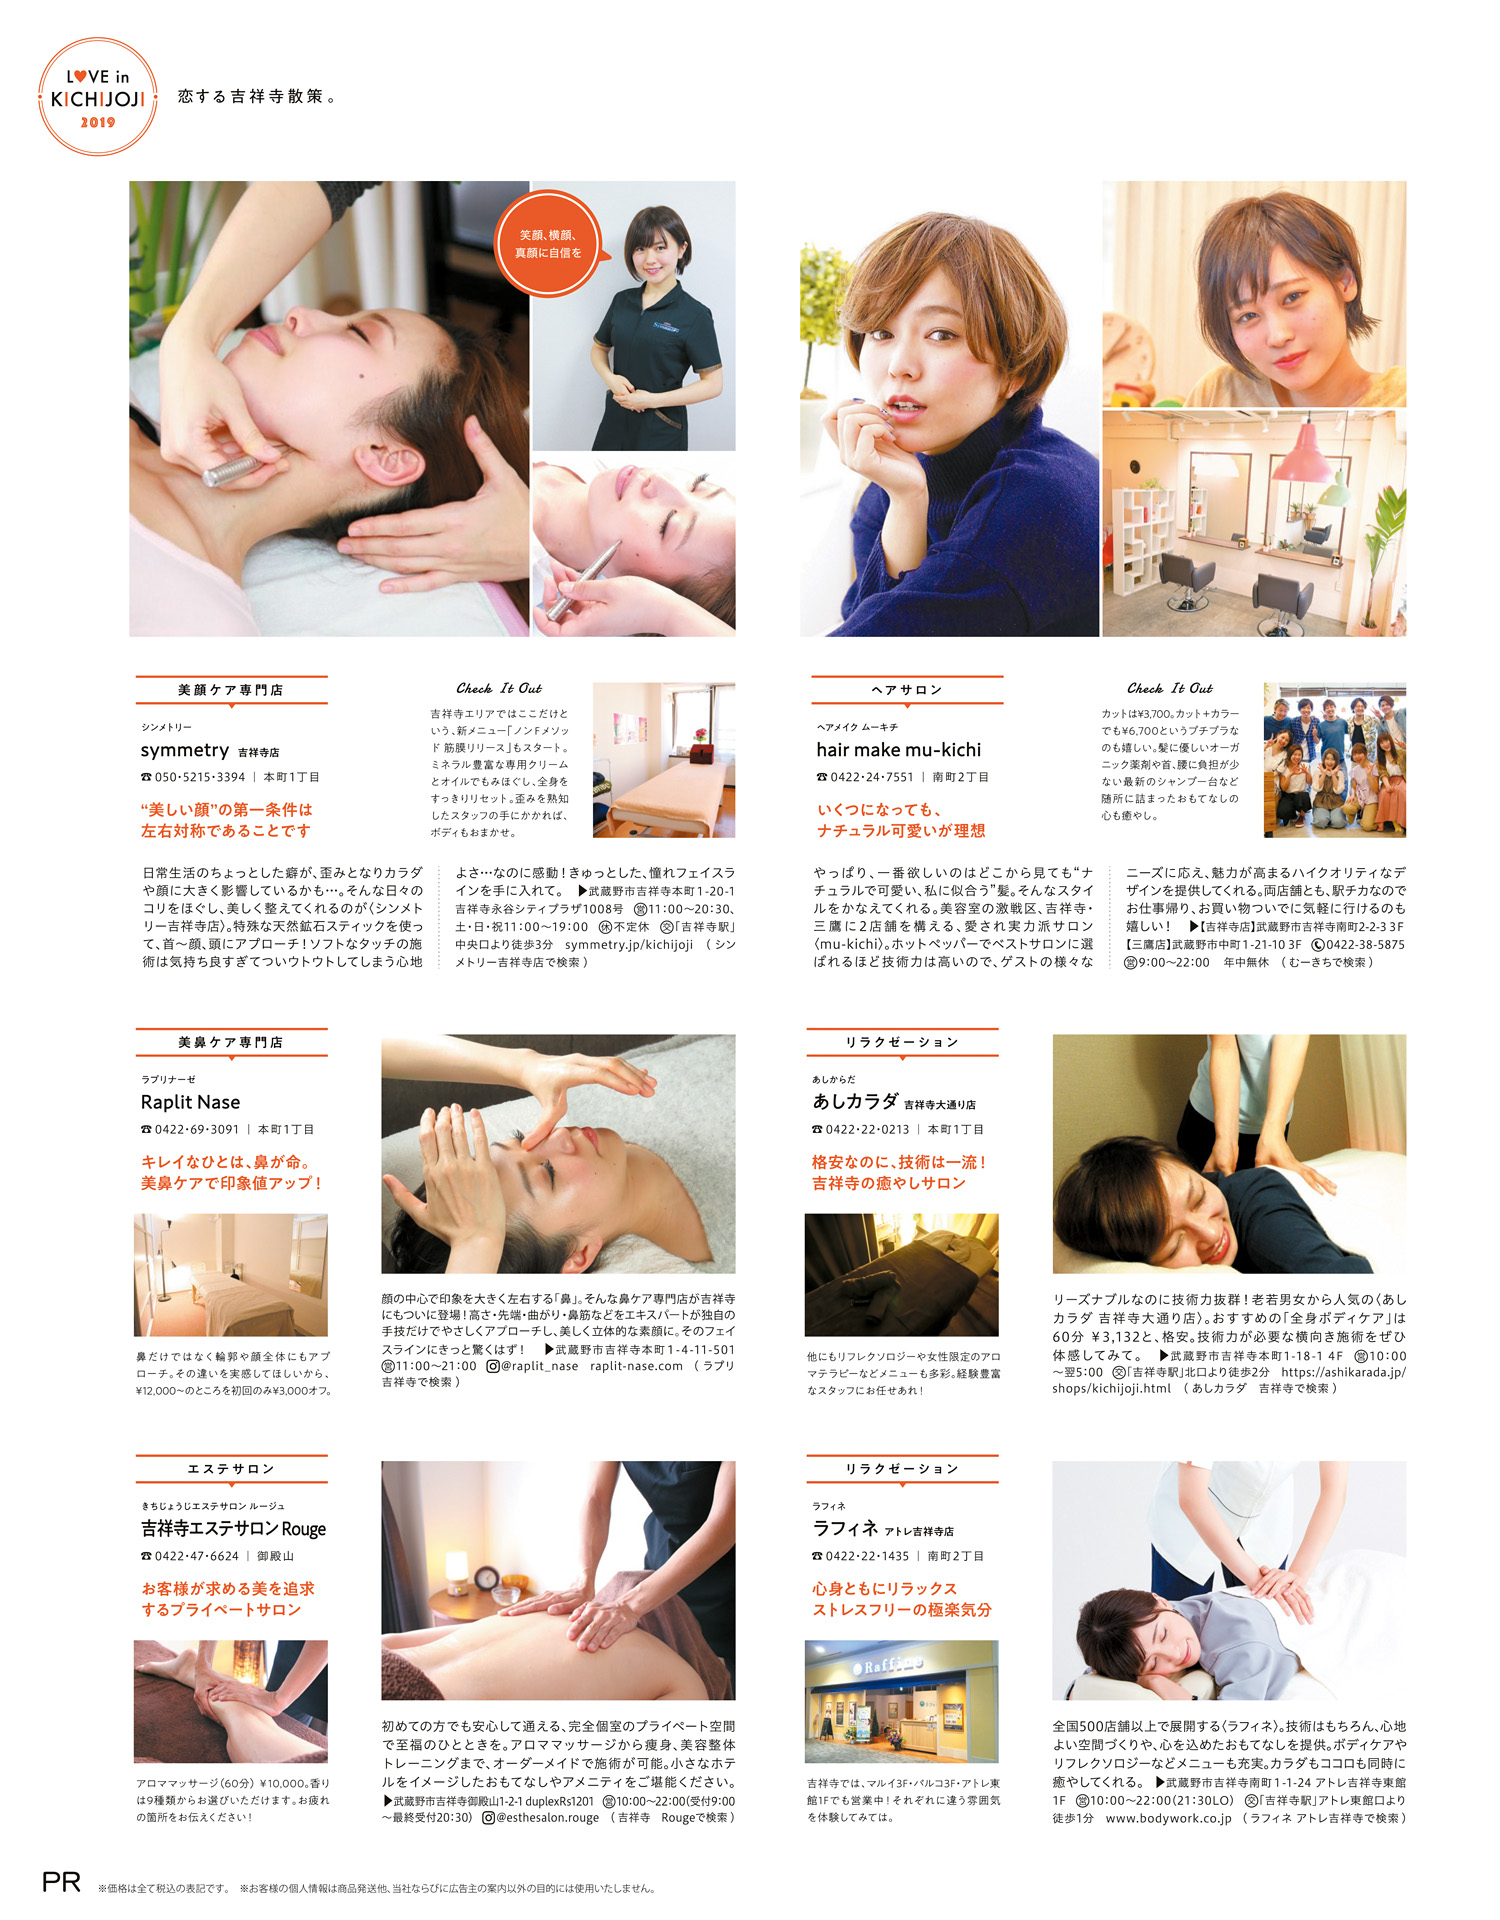 LOVE in
KICHIJOJI
2019
恋する吉祥寺散策。
笑顔、横顔、
真顔に自信を
美顔ケア専門店
シンメトリー
symmetry 吉祥寺店
☎050・5215・3394 | 本町1丁目
“美しい顔”の第一条件は
左右対称であることです
Check It Out
吉祥寺エリアではここだけと
いう、新メニュー「ノンFメソッ
ド 筋膜リリース」もスタート。
ミネラル豊富な専用クリーム
とオイルでもみほぐし、全身を
すっきりリセット。歪みを熟知
したスタッフの手にかかれば、
ボディもおまかせ。
日常生活のちょっとした癖が、歪みとなりカラダ
や顔に大きく影響しているかも…。そんな日々の
コリをほぐし、美しく整えてくれるのが〈シンメト
リー吉祥寺店〉。特殊な天然鉱石スティックを使っ
て、首〜顔、頭にアプローチ！ソフトなタッチの施
術は気持ち良すぎてついウトウトしてしまう心地
よさ…なのに感動！きゅっとした、憧れフェイスラ
インを手に入れて。 ▶武蔵野市吉祥寺本町1-20-1
吉祥寺永谷シティプラザ1008号 ㊡11：00〜20：30、
土・日・祝11：00〜19：00 ㊡不定休 ㊋「吉祥寺駅」
中央口より徒歩3分 symmetry.jp/kichijoji （ シン
メトリー吉祥寺店で検索 ）
ヘアサロン
ヘアメイク ムーキチ
hair make mu-kichi
☎0422・24・7551 | 南町2丁目
いくつになっても、
ナチュラル可愛いが理想
Check It Out
カットは¥3,700。カット＋カラー
でも¥6,700というプチプラな
のも嬉しい。髪に優しいオーガ
ニック薬剤や首、腰に負担が少
ない最新のシャンプー台など
随所に詰まったおもてなしの
心も癒やし。
やっぱり、一番欲しいのはどこから見ても“ナ
チュラルで可愛い、私に似合う”髪。そんなスタイ
ルをかなえてくれる。美容室の激戦区、吉祥寺・
三鷹に2店舗を構える、愛され実力派サロン
〈mu-kichi〉。ホットペッパーでベストサロンに選
ばれるほど技術力は高いので、ゲストの様々な
ニーズに応え、魅力が高まるハイクオリティなデ
ザインを提供してくれる。両店舗とも、駅チカなので
お仕事帰り、お買い物ついでに気軽に行けるのも
嬉しい！ ▶【吉祥寺店】武蔵野市吉祥寺南町2-2-3 3F
【三鷹店】武蔵野市中町1-21-10 3F ☎0422-38-5875
営9：00〜22：00 年中無休 （ むーきちで検索 ）
美鼻ケア専門店
ラプリナーゼ
Raplit Nase
☎0422・69・3091 | 本町1丁目
キレイなひとは、鼻が命。
美鼻ケアで印象値アップ！
鼻だけではなく輪郭や顔全体にもアプ
ローチ。その違いを実感してほしいから、
¥12,000〜のところを初回のみ¥3,000オフ。
顔の中心で印象を大きく左右する「鼻」。そんな鼻ケア専門店が吉祥寺
にもついに登場！高さ・先端・曲がり・鼻筋などをエキスパートが独自の
手技だけでやさしくアプローチし、美しく立体的な素顔に。そのフェイ
スラインにきっと驚くはず！ ▶武蔵野市吉祥寺本町1-4-11-501
営11：00〜21：00 @raplit_nase raplit-nase.com （ ラプリ
吉祥寺で検索 ）
リラクゼーション
あしからだ
あしカラダ 吉祥寺大通り店
☎0422・22・0213 | 本町1丁目
格安なのに、技術は一流！
吉祥寺の癒やしサロン
他にもリフレクソロジーや女性限定のアロ
マテラピーなどメニューも多彩。経験豊富
なスタッフにお任せあれ！
リーズナブルなのに技術力抜群！老若男女から人気の〈あし
カラダ 吉祥寺大通り店〉。おすすめの「全身ボディケア」は
60分 ¥3,132と、格安。技術力が必要な横向き施術をぜひ
体感してみて。 ▶武蔵野市吉祥寺本町1-18-1 4F 営10：00
〜翌5：00 交「吉祥寺駅」北口より徒歩2分 https://ashikarada.jp/
shops/kichijoji.html （ あしカラダ 吉祥寺で検索 ）
エステサロン
きちじょうじエステサロン ルージュ
吉祥寺エステサロン Rouge
☎0422・47・6624 | 御殿山
お客様が求める美を追求
するプライベートサロン
アロママッサージ（60分） ¥10,000。香り
は9種類からお選びいただけます。お疲れ
の箇所をお伝えください！
初めての方でも安心して通える、完全個室のプライベート空間
で至福のひとときを。アロママッサージから痩身、美容整体
トレーニングまで、オーダーメイドで施術が可能。小さなホテ
ルをイメージしたおもてなしやアメニティをご堪能ください。
▶武蔵野市吉祥寺御殿山1-2-1 duplexRs1201 営10：00〜22：00（受付9：00
〜最終受付20：30） @esthesalon.rouge （ 吉祥寺 Rougeで検索 ）
リラクゼーション
ラフィネ
ラフィネ アトレ吉祥寺店
☎0422・22・1435 | 南町2丁目
心身ともにリラックス
ストレスフリーの極楽気分
Raffine
吉祥寺では、マルイ3F・パルコ3F・アトレ東
館1Fでも営業中！それぞれに違う雰囲気
を体験してみては。
全国500店舗以上で展開する〈ラフィネ〉。技術はもちろん、心地
よい空間づくりや、心を込めたおもてなしを提供。ボディケアや
リフレクソロジーなどメニューも充実。カラダもココロも同時に
癒やしてくれる。 ▶武蔵野市吉祥寺南町1-1-24 アトレ吉祥寺東館
1F 営10：00〜22：00（21：30LO） 交「吉祥寺駅」アトレ東館口より
徒歩1分 www.bodywork.co.jp （ ラフィネ アトレ吉祥寺で検索 ）
PR ※価格は全て税込の表記です。 ※お客様の個人情報は商品発送他、当社ならびに広告主の案内以外の目的には使用いたしません。